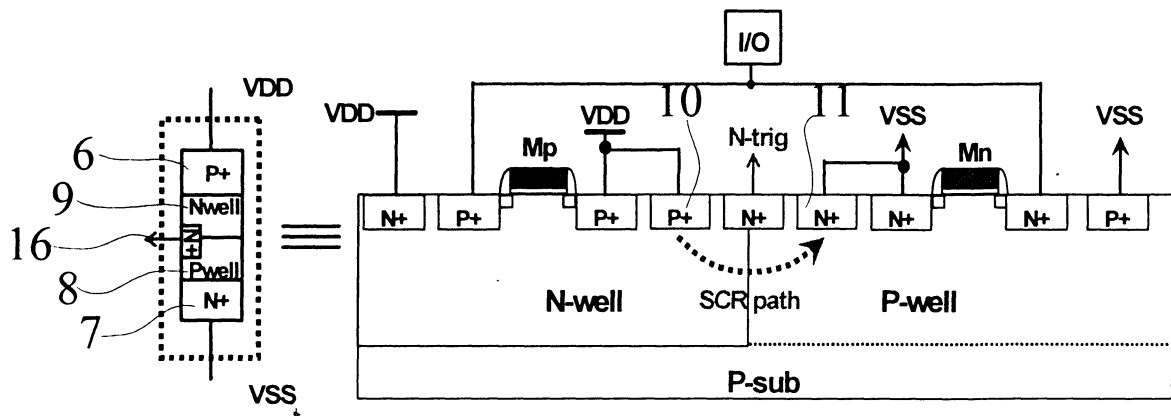 VDD
6
P+
9
Nwell
16
N+
8
Pwell
7
N+
VSS
I/O
VDD
Mp
VDD
10
N-trig
11
VSS
Mn
VSS
N+
P+
P+
P+
N+
N+
N+
N+
P+
SCR path
N-well
P-well
P-sub